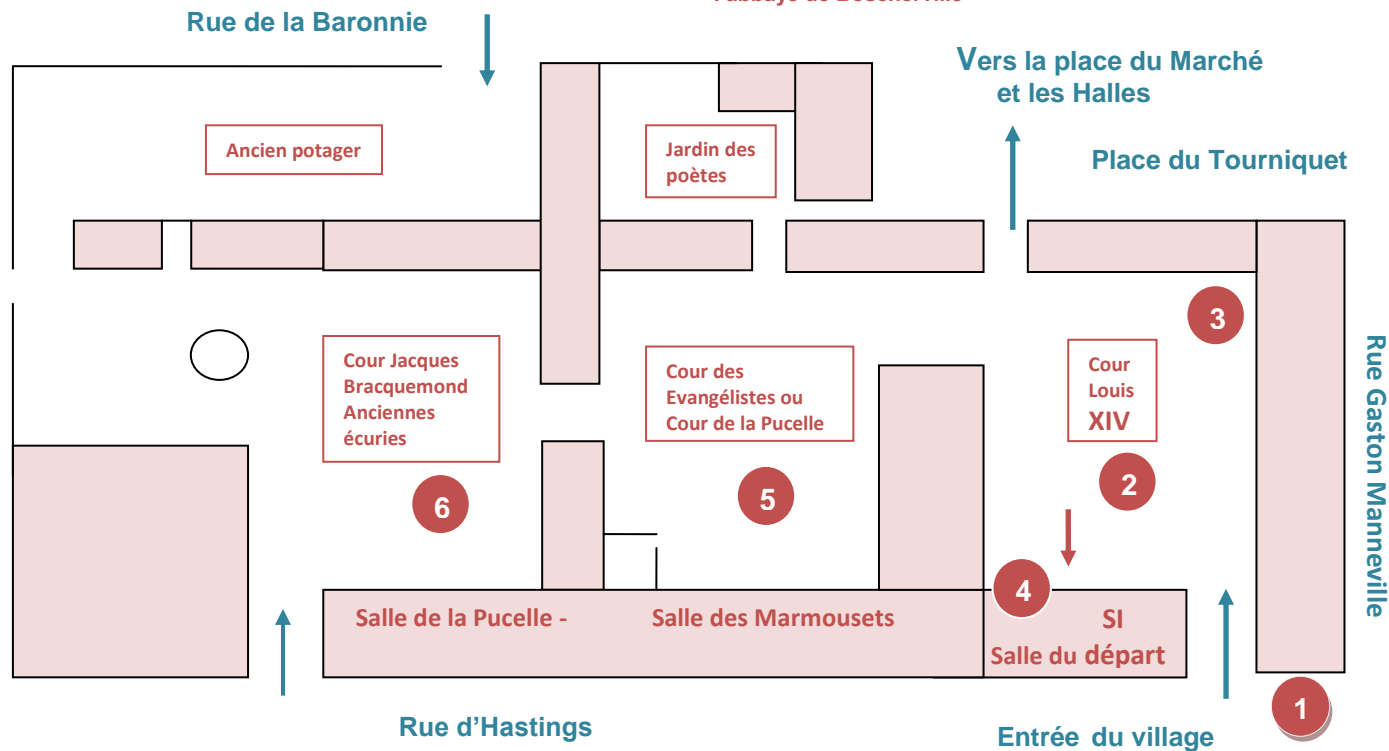 Rue de la Baronnie
Vers la place du Marché
et les Halles
Ancien potager
Jardin des
poètes
Place du Tourniquet
3
Cour Jacques
Bracquemond
Anciennes
écuries
Cour des
Evangélistes ou
Cour de la Pucelle
Cour
Louis
XIV
Rue Gaston Manneville
6
5
2
4
Salle de la Pucelle -
Salle des Marmousets
SI
Salle du départ
1
Rue d’Hastings
Entrée du village